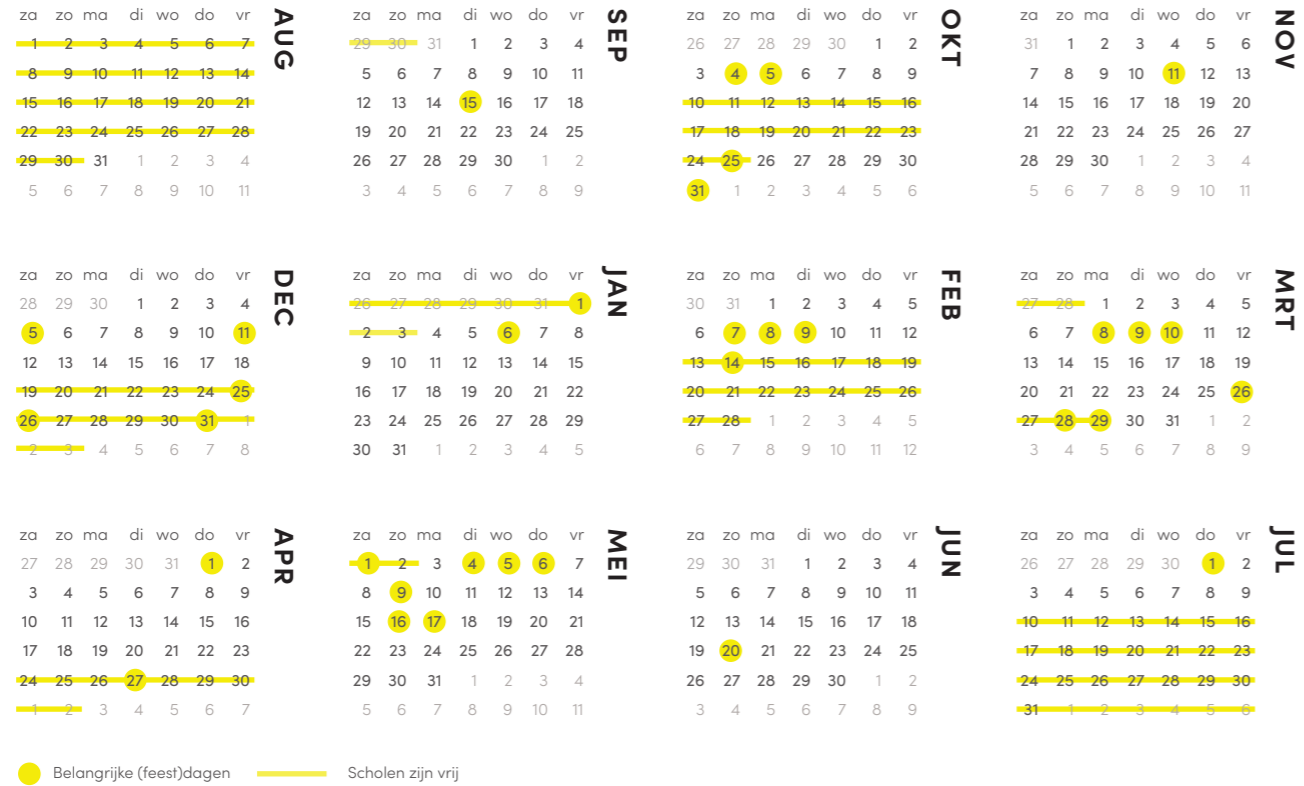 za zo ma di wo do vr AUG
1 2 3 4 5 6 7
8 9 10 11 12 13 14
15 16 17 18 19 20 21
22 23 24 25 26 27 28
29 30 31 1 2 3 4
5 6 7 8 9 10 11
za zo ma di wo do vr SEP
29 30 31 1 2 3 4
5 6 7 8 9 10 11
12 13 14 15 16 17 18
19 20 21 22 23 24 25
26 27 28 29 30 1 2
3 4 5 6 7 8 9
za zo ma di wo do vr OKT
26 27 28 29 30 1 2
3 4 5 6 7 8 9
10 11 12 13 14 15 16
17 18 19 20 21 22 23
24 25 26 27 28 29 30
31 1 2 3 4 5 6
za zo ma di wo do vr NOV
31 1 2 3 4 5 6
7 8 9 10 11 12 13
14 15 16 17 18 19 20
21 22 23 24 25 26 27
28 29 30 1 2 3 4
5 6 7 8 9 10 11
za zo ma di wo do vr DEC
28 29 30 1 2 3 4
5 6 7 8 9 10 11
12 13 14 15 16 17 18
19 20 21 22 23 24 25
26 27 28 29 30 31 1
2 3 4 5 6 7 8
za zo ma di wo do vr JAN
26 27 28 29 30 31 1
2 3 4 5 6 7 8
9 10 11 12 13 14 15
16 17 18 19 20 21 22
23 24 25 26 27 28 29
30 31 1 2 3 4 5
za zo ma di wo do vr FEB
30 31 1 2 3 4 5
6 7 8 9 10 11 12
13 14 15 16 17 18 19
20 21 22 23 24 25 26
27 28 1 2 3 4 5
6 7 8 9 10 11 12
za zo ma di wo do vr MRT
27 28 1 2 3 4 5
6 7 8 9 10 11 12
13 14 15 16 17 18 19
20 21 22 23 24 25 26
27 28 29 30 31 1 2
3 4 5 6 7 8 9
za zo ma di wo do vr APR
27 28 29 30 31 1 2
3 4 5 6 7 8 9
10 11 12 13 14 15 16
17 18 19 20 21 22 23
24 25 26 27 28 29 30
1 2 3 4 5 6 7
za zo ma di wo do vr MEI
1 2 3 4 5 6 7
8 9 10 11 12 13 14
15 16 17 18 19 20 21
22 23 24 25 26 27 28
29 30 31 1 2 3 4
5 6 7 8 9 10 11
za zo ma di wo do vr JUN
29 30 31 1 2 3 4
5 6 7 8 9 10 11
12 13 14 15 16 17 18
19 20 21 22 23 24 25
26 27 28 29 30 1 2
3 4 5 6 7 8 9
za zo ma di wo do vr JUL
26 27 28 29 30 1 2
3 4 5 6 7 8 9
10 11 12 13 14 15 16
17 18 19 20 21 22 23
24 25 26 27 28 29 30
31 1 2 3 4 5 6
Belangrijke (feest)dagen
Scholen zijn vrij